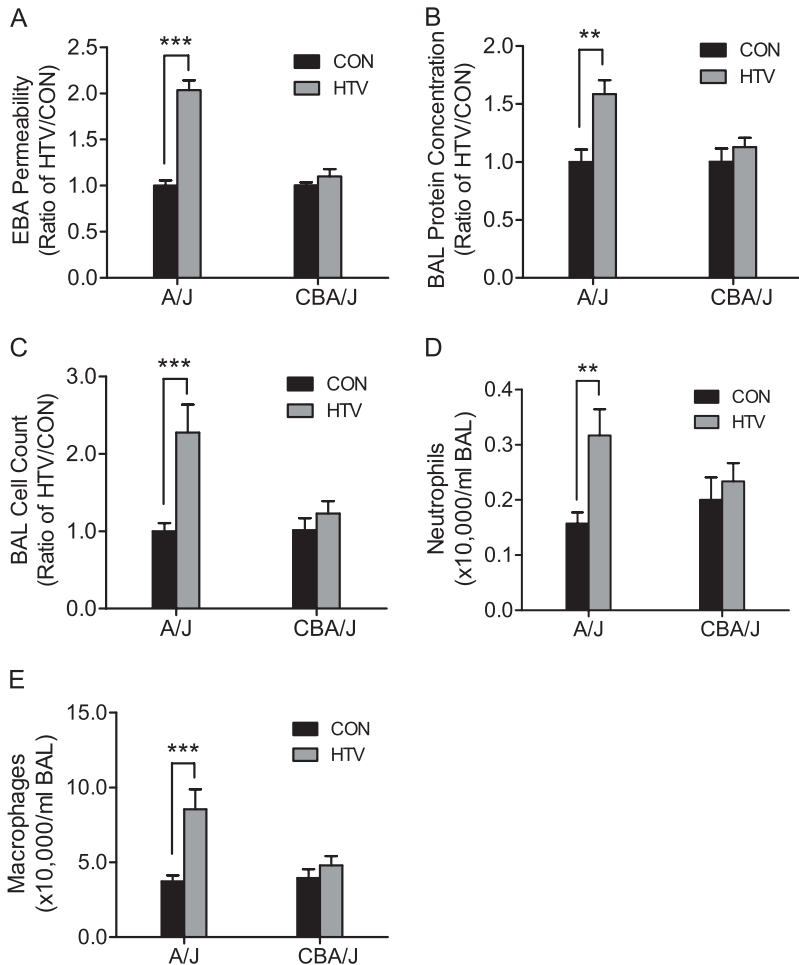 A
EBA Permeability
(Ratio of HTV/CON)
2.5
2.0
1.5
1.0
0.5
0.0
***
CON
HTV
A/J
CBA/J
B
BAL Protein Concentration
(Ratio of HTV/CON)
2.0
1.5
1.0
0.5
0.0
**
CON
HTV
A/J
CBA/J
C
BAL Cell Count
(Ratio of HTV/CON)
3.0
2.0
1.0
0.0
***
CON
HTV
A/J
CBA/J
D
Neutrophils
(x10,000/ml BAL)
0.4
0.3
0.2
0.1
0.0
**
CON
HTV
A/J
CBA/J
E
Macrophages
(x10,000/ml BAL)
15.0
10.0
5.0
0.0
***
CON
HTV
A/J
CBA/J